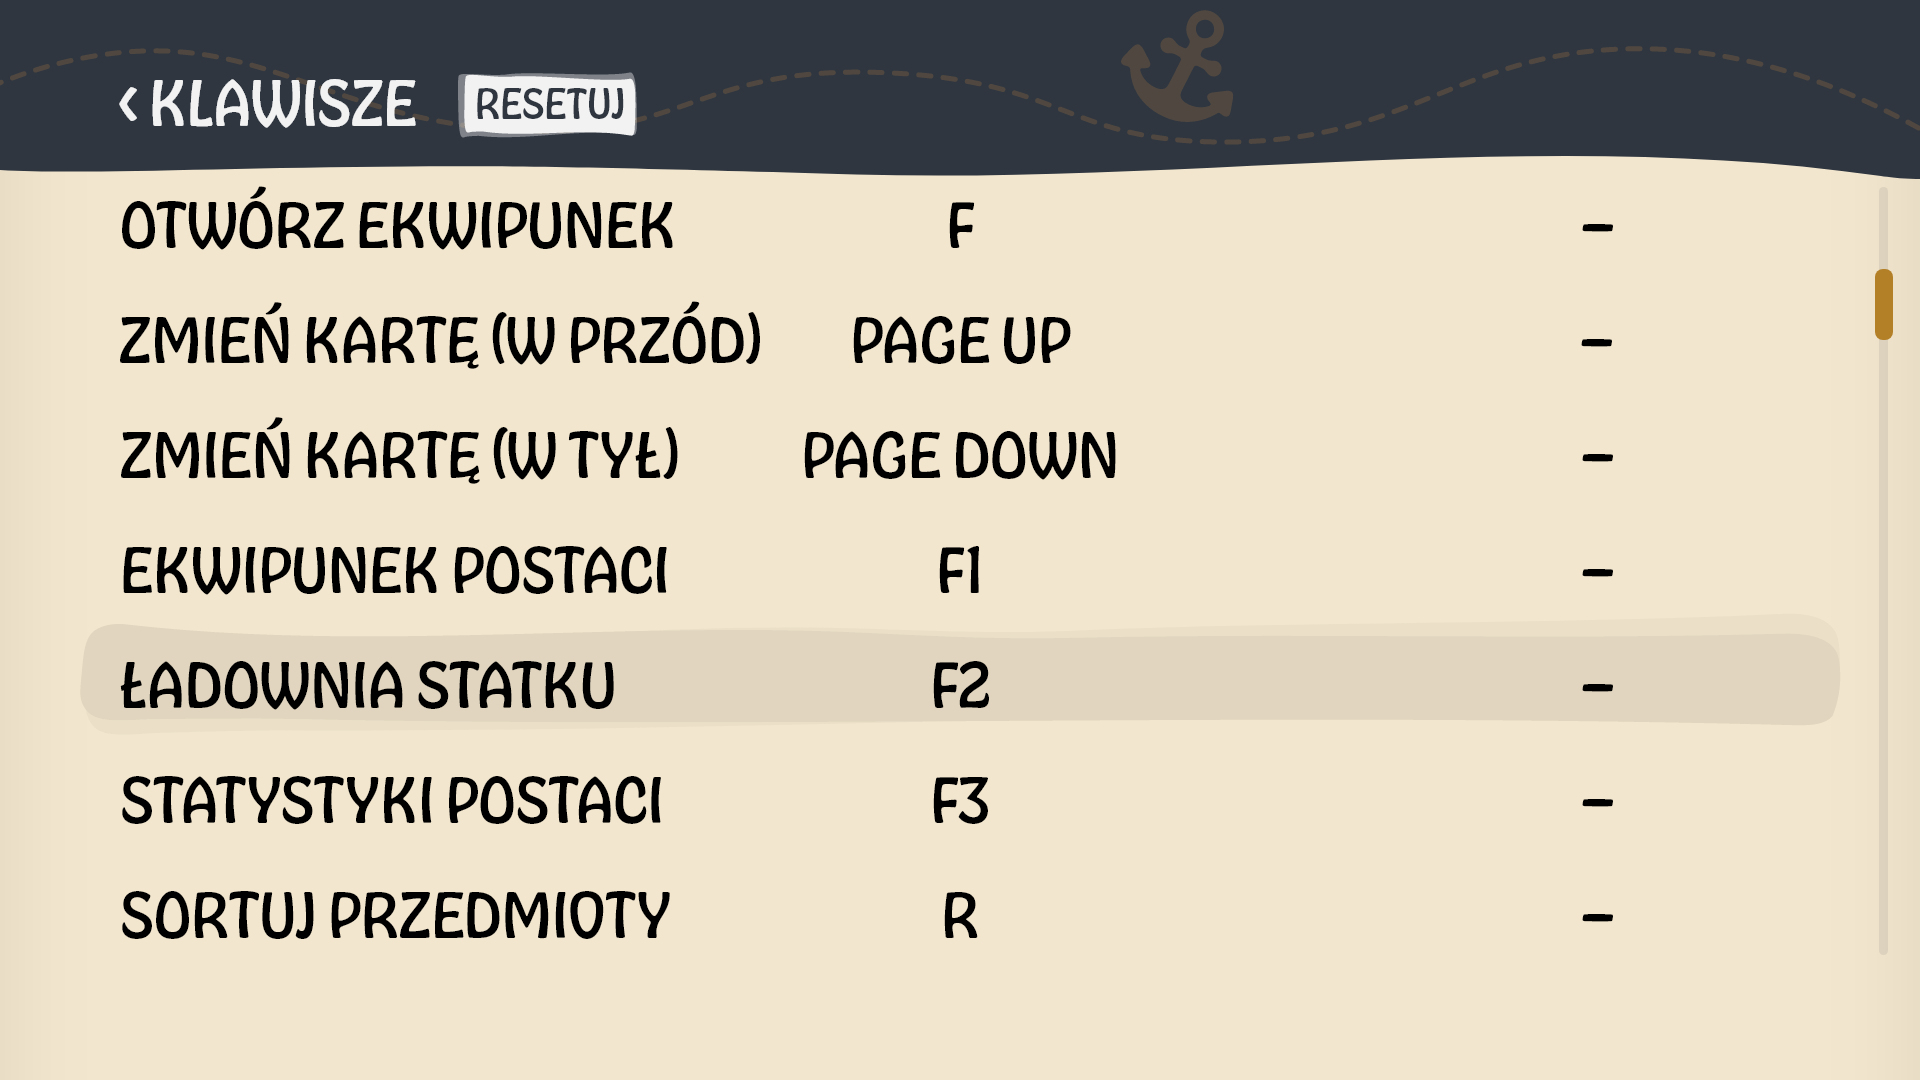 ‹ KLAWISZE RESETUJ
OTWÓRZ EKWIPUNEK F –
ZMIEŃ KARTĘ (W PRZÓD) PAGE UP –
ZMIEŃ KARTĘ (W TYŁ) PAGE DOWN –
EKWIPUNEK POSTACI F1 –
ŁADOWNIA STATKU F2 –
STATYSTYKI POSTACI F3 –
SORTUJ PRZEDMIOTY R –